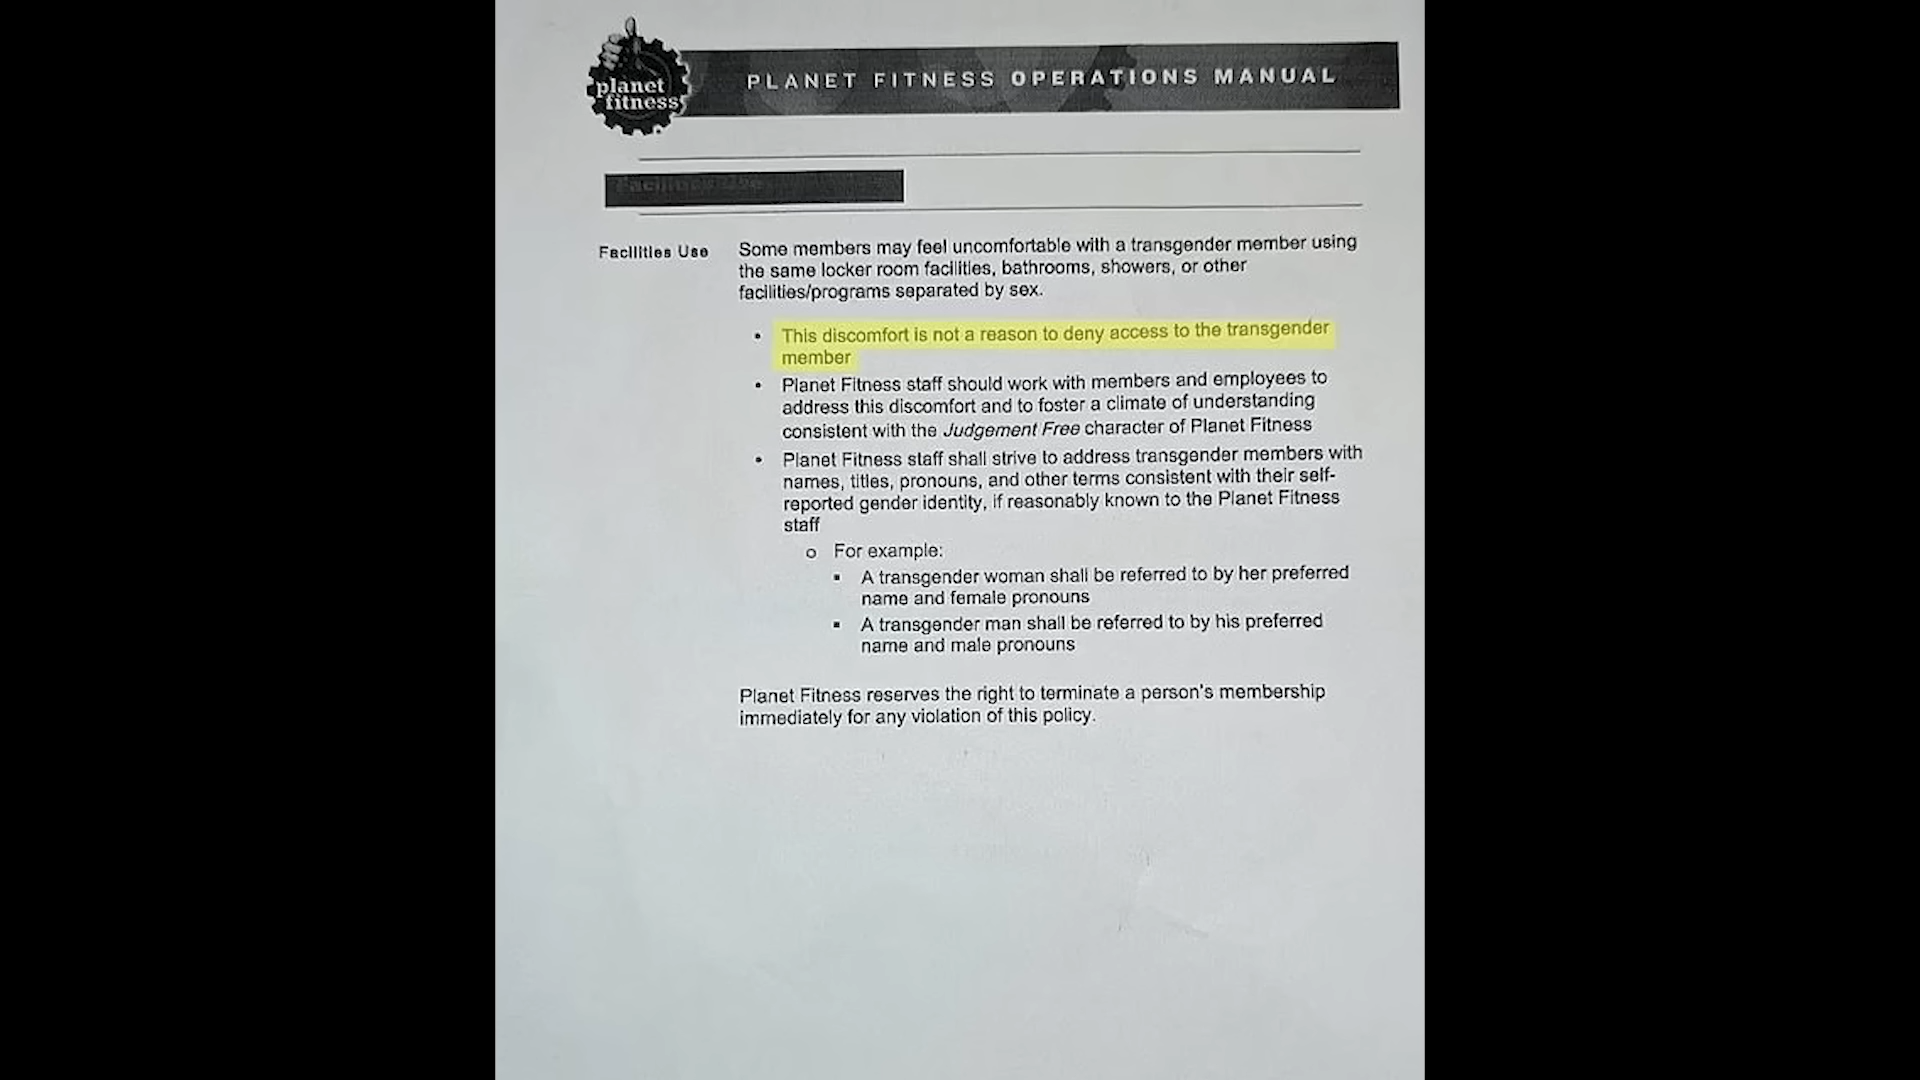 planet
fitness
PLANET FITNESS OPERATIONS MANUAL
Facilities Use
Facilities Use
Some members may feel uncomfortable with a transgender member using
the same locker room facilities, bathrooms, showers, or other
facilities/programs separated by sex.
• This discomfort is not a reason to deny access to the transgender
member
• Planet Fitness staff should work with members and employees to
address this discomfort and to foster a climate of understanding
consistent with the Judgement Free character of Planet Fitness
• Planet Fitness staff shall strive to address transgender members with
names, titles, pronouns, and other terms consistent with their self-
reported gender identity, if reasonably known to the Planet Fitness
staff
o For example:
▪ A transgender woman shall be referred to by her preferred
name and female pronouns
▪ A transgender man shall be referred to by his preferred
name and male pronouns
Planet Fitness reserves the right to terminate a person's membership
immediately for any violation of this policy.